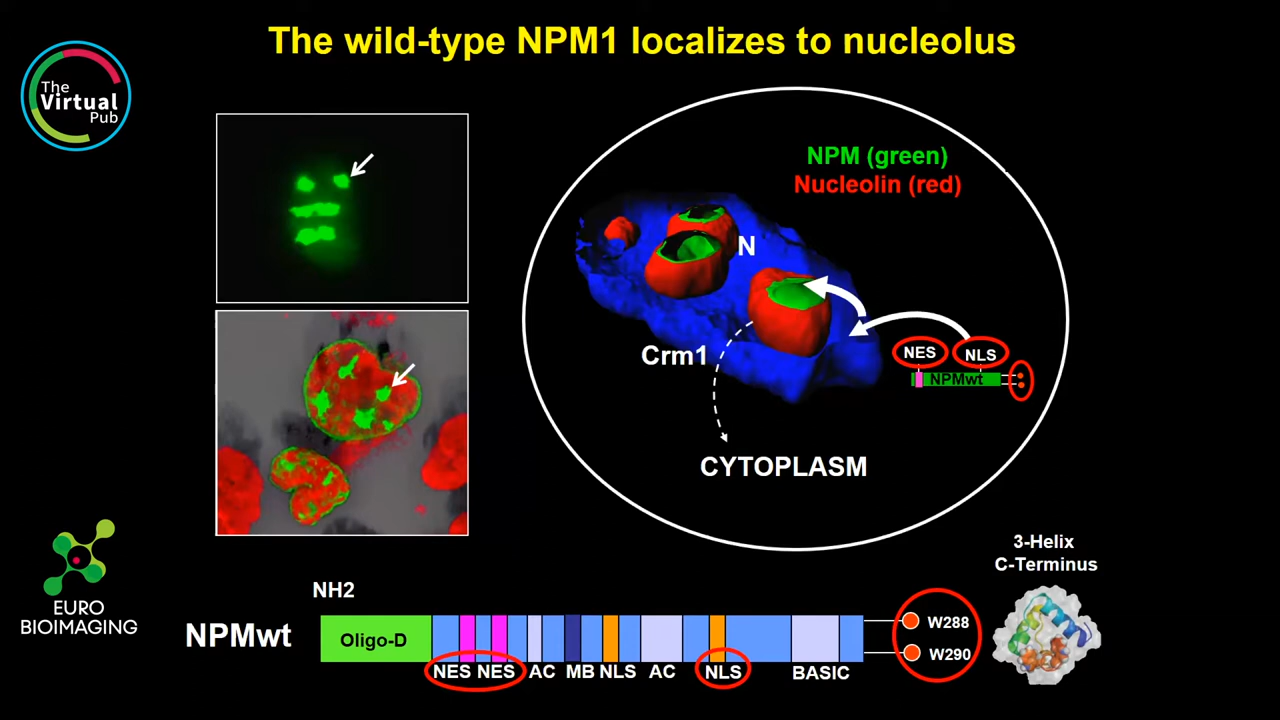 The wild-type NPM1 localizes to nucleolus
The
Virtual
Pub
NPM (green)
Nucleolin (red)
N
Crm1
NES
NLS
NPMwt
CYTOPLASM
3-Helix
C-Terminus
EURO
BIOIMAGING
NH2
NPMwt
Oligo-D
W288
W290
NES NES AC MB NLS AC NLS BASIC